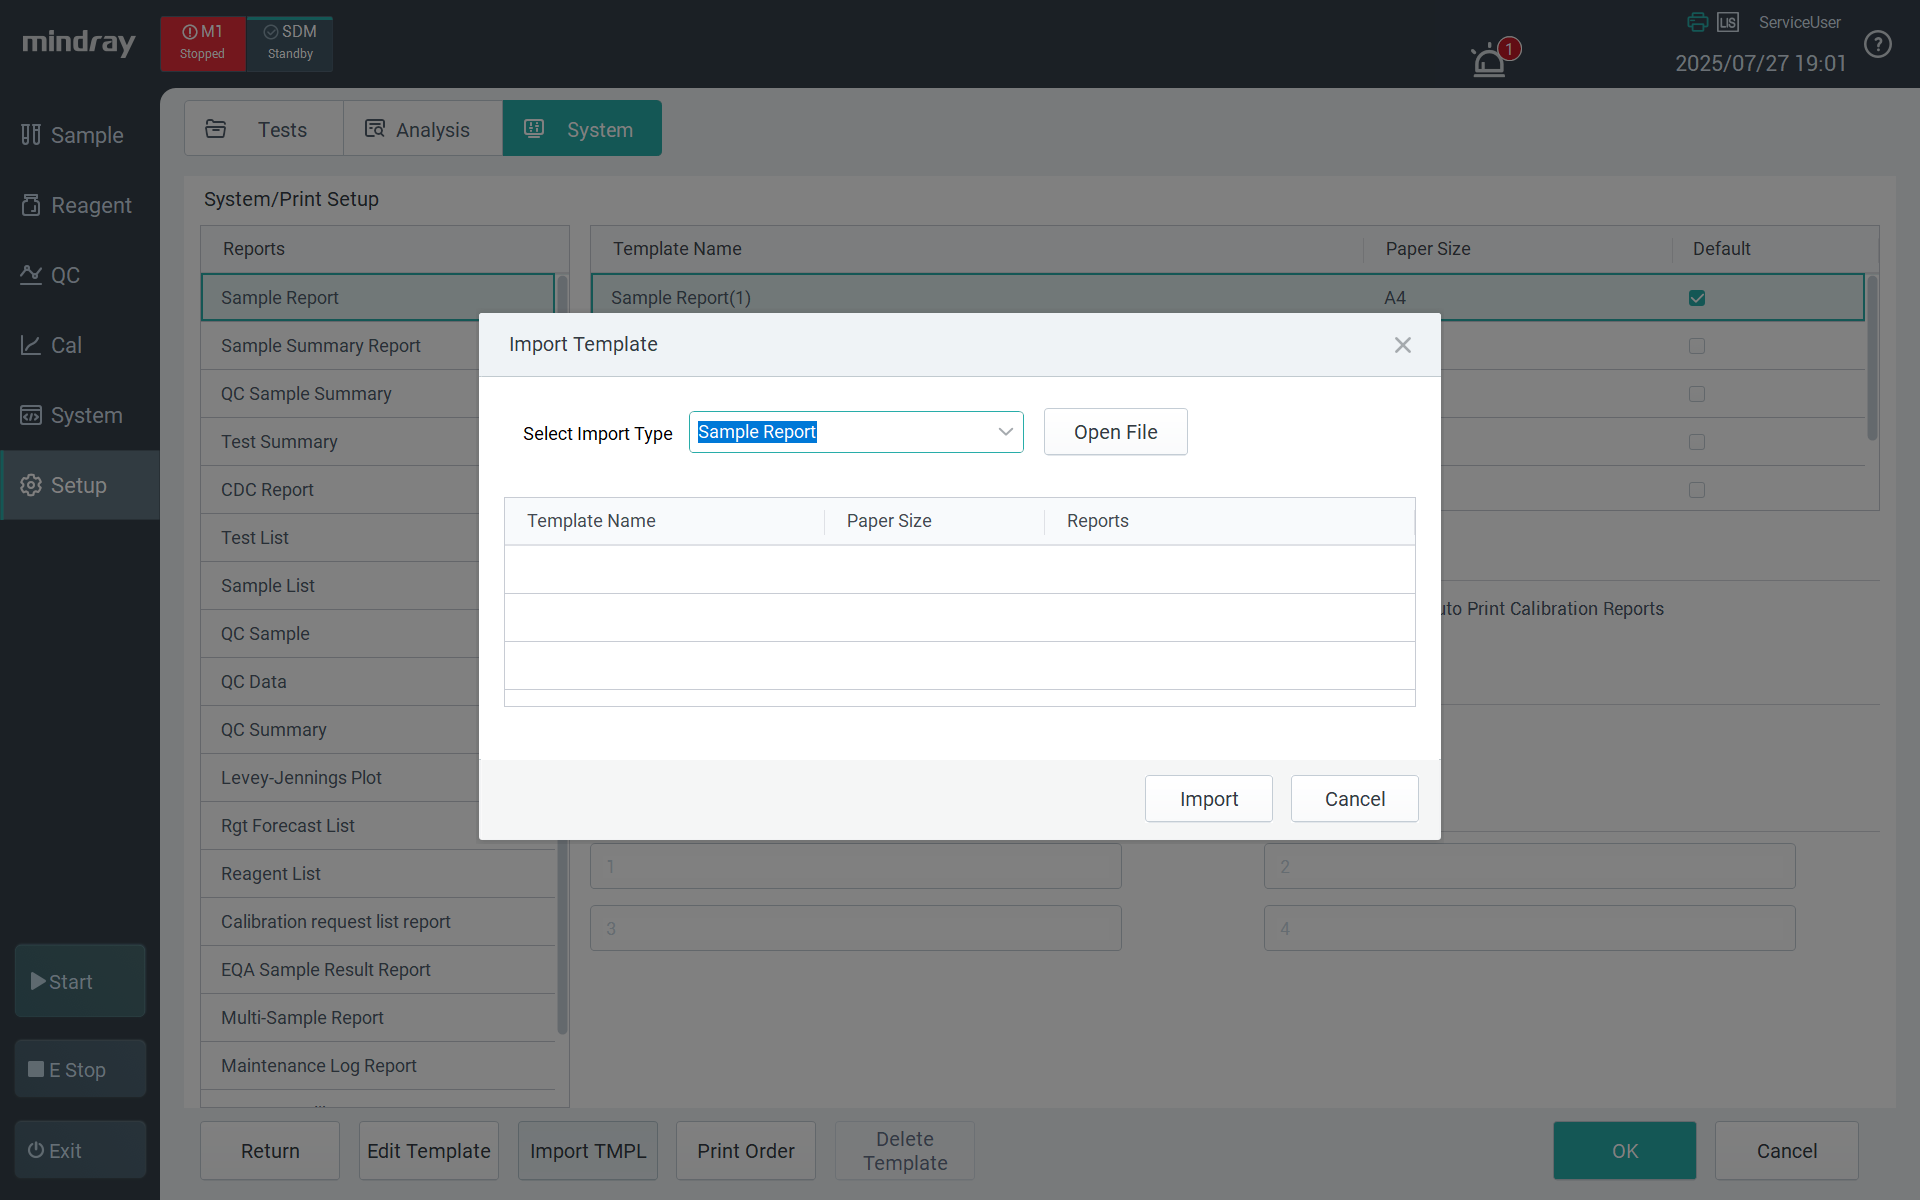 mindray
M1
Stopped
SDM
Standby
1
LIS
ServiceUser
2025/07/27 19:01
?
Sample
Reagent
QC
Cal
System
Setup
Start
E Stop
Exit
Tests
Analysis
System
System/Print Setup
Reports
Sample Report
Sample Summary Report
QC Sample Summary
Test Summary
CDC Report
Test List
Sample List
QC Sample
QC Data
QC Summary
Levey-Jennings Plot
Rgt Forecast List
Reagent List
Calibration request list report
EQA Sample Result Report
Multi-Sample Report
Maintenance Log Report
Template Name Paper Size Default
Sample Report(1) A4
Import Template
Select Import Type Sample Report Open File
Template Name Paper Size Reports
Import Cancel
uto Print Calibration Reports
1 2
3 4
Return
Edit Template
Import TMPL
Print Order
Delete
Template
OK
Cancel